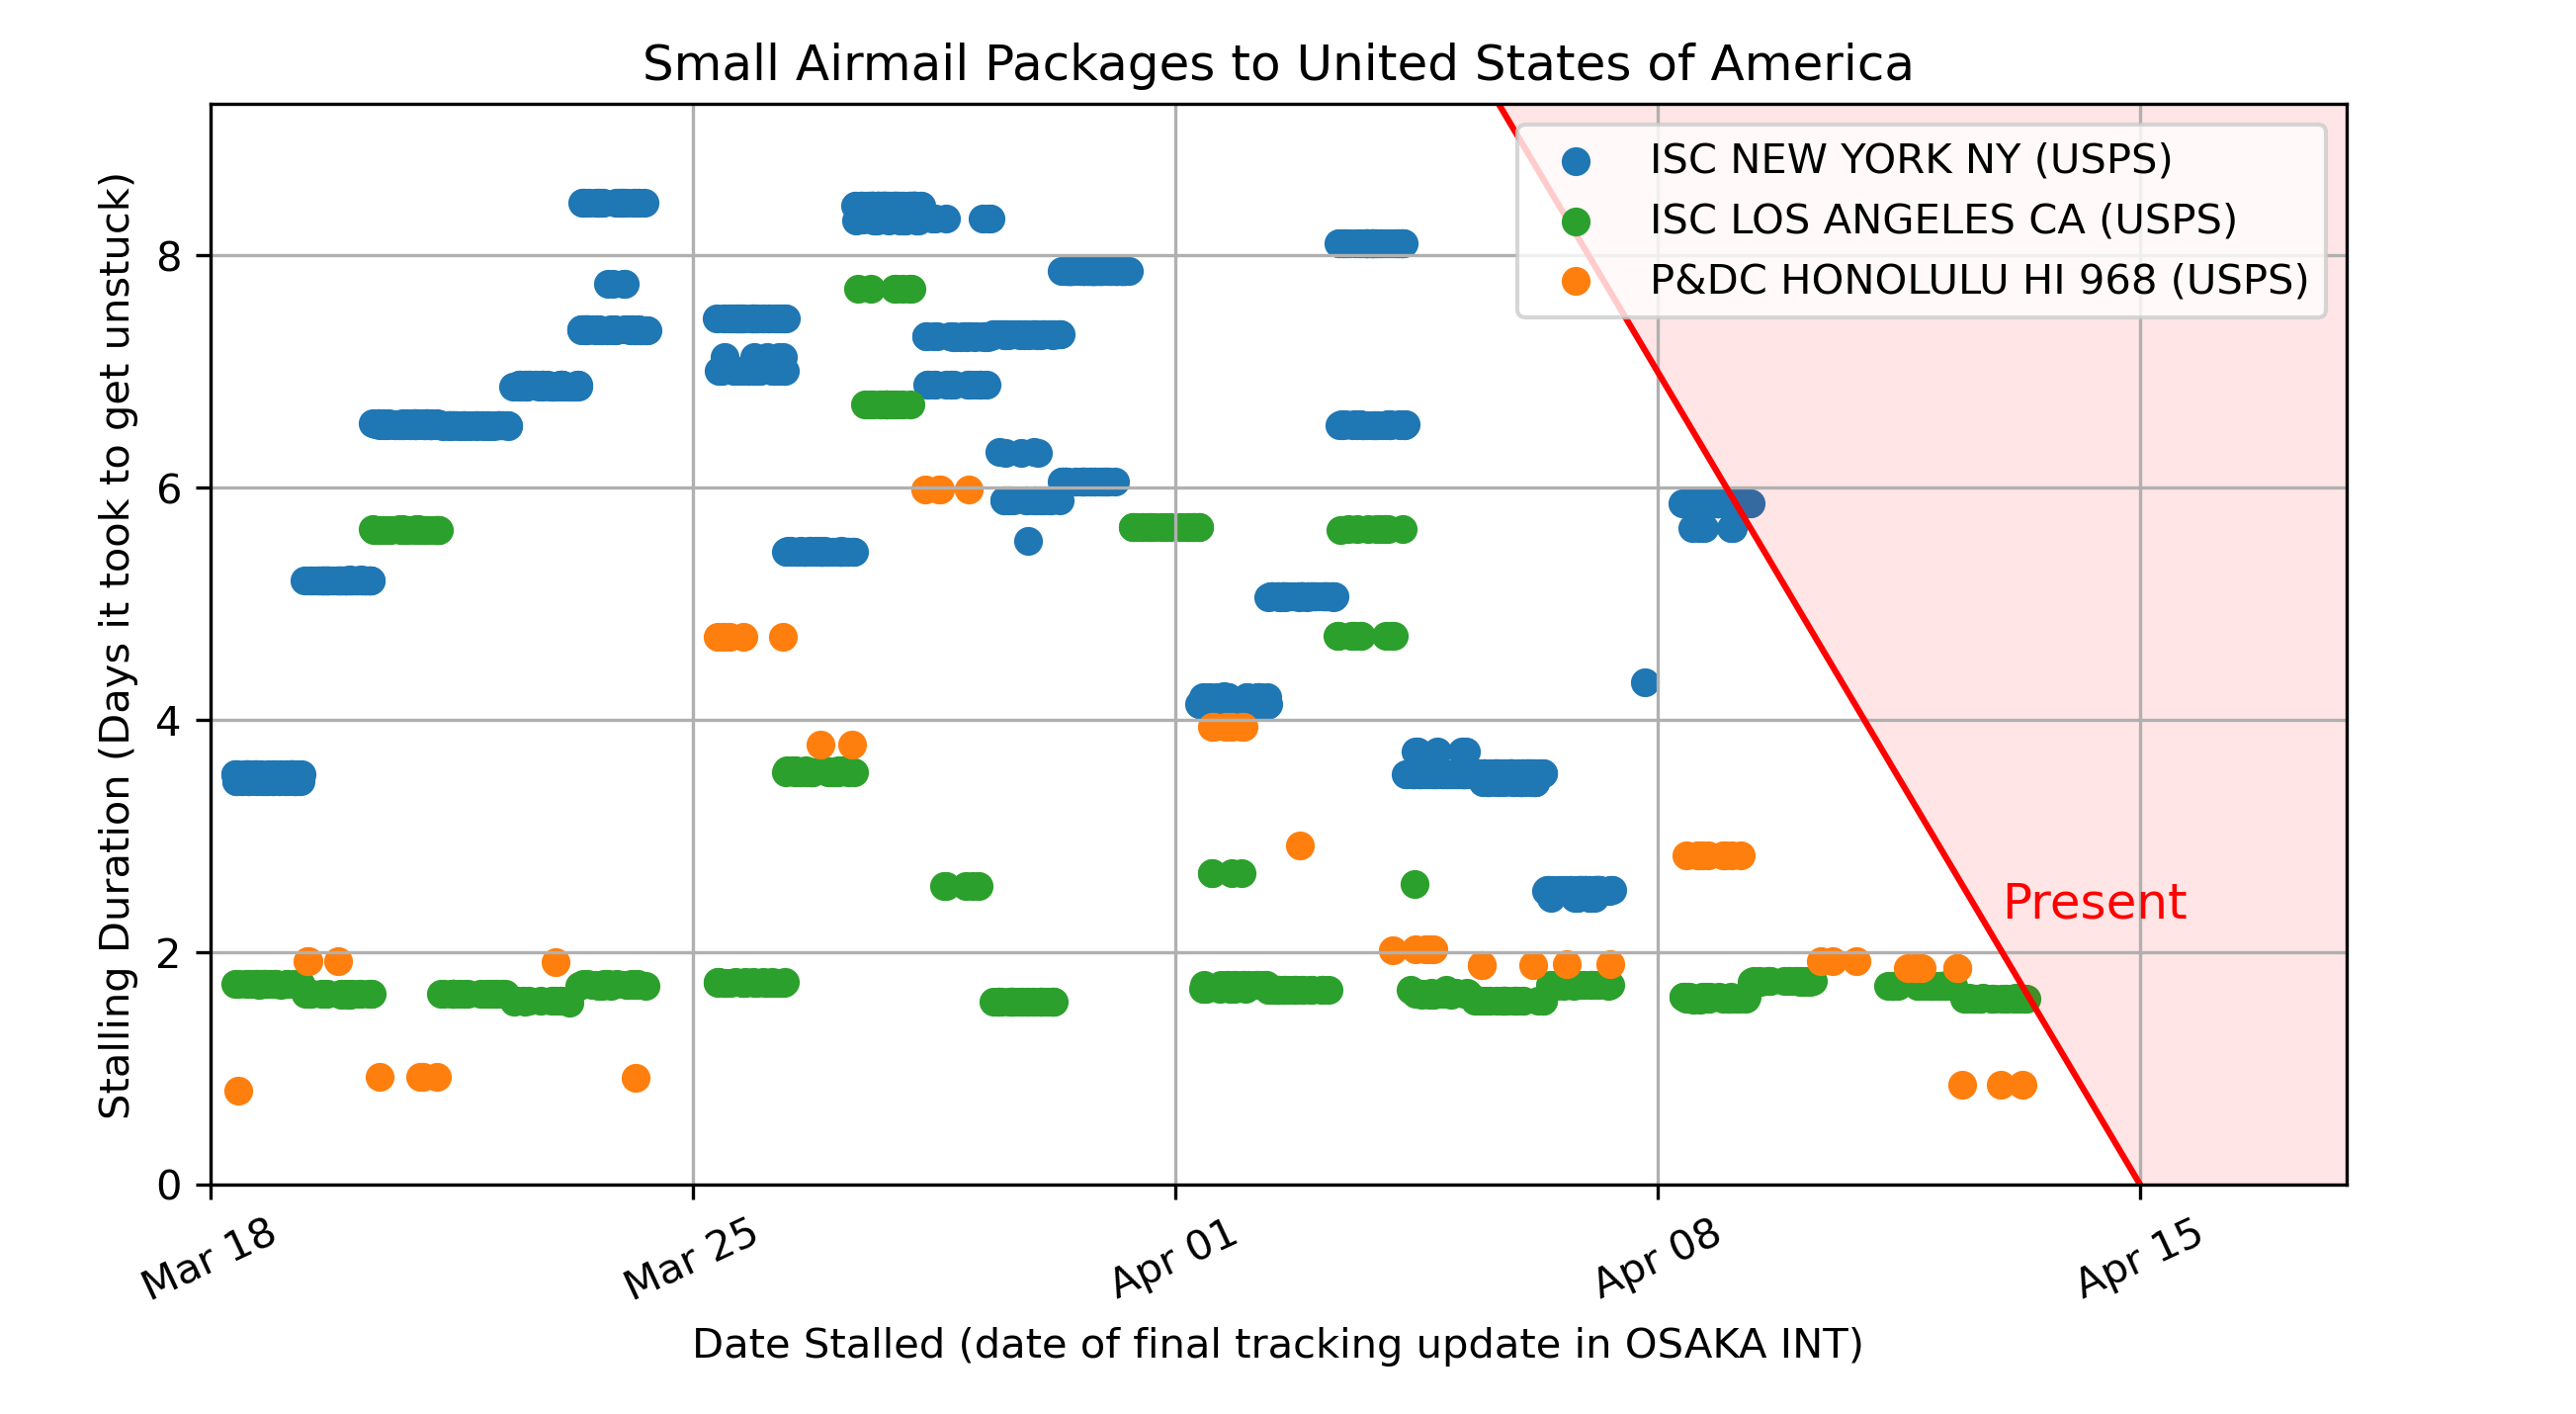 Small Airmail Packages to United States of America
ISC NEW YORK NY (USPS)
ISC LOS ANGELES CA (USPS)
P&DC HONOLULU HI 968 (USPS)
Stalling Duration (Days it took to get unstuck)
8
6
4
2
0
Present
Mar 18
Mar 25
Apr 01
Apr 08
Apr 15
Date Stalled (date of final tracking update in OSAKA INT)